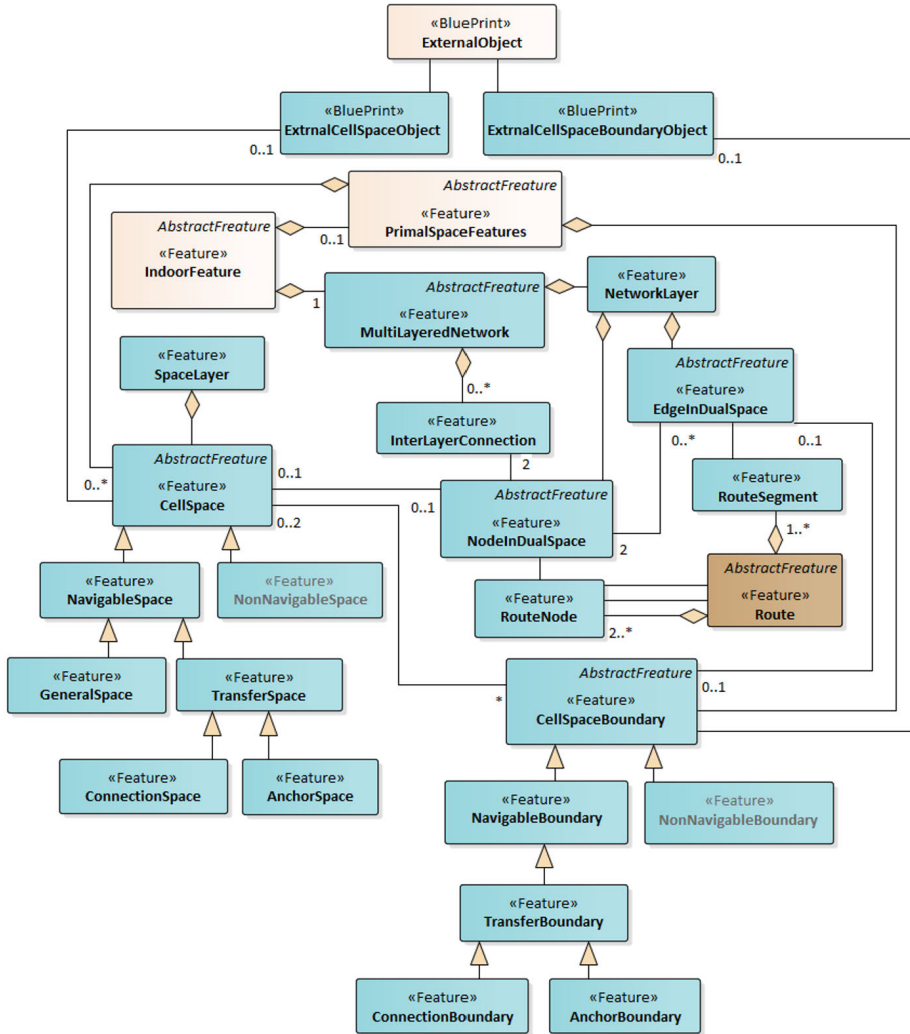 «BluePrint»
ExternalObject
«BluePrint»
ExtrnalCellSpaceObject
«BluePrint»
ExtrnalCellSpaceBoundaryObject
0..1
0..1
AbstractFreature
«Feature»
PrimalSpaceFeatures
AbstractFreature
«Feature»
IndoorFeature
0..1
1
AbstractFreature
«Feature»
MultiLayeredNetwork
«Feature»
NetworkLayer
«Feature»
SpaceLayer
AbstractFreature
«Feature»
EdgeInDualSpace
0..*
«Feature»
InterLayerConnection
0..*
0..1
2
AbstractFreature
«Feature»
CellSpace
0..*
0..1
0..2
«Feature»
RouteSegment
AbstractFreature
«Feature»
NodeInDualSpace
0..1
2
1..*
AbstractFreature
«Feature»
Route
«Feature»
NavigableSpace
«Feature»
NonNavigableSpace
«Feature»
RouteNode
2..*
«Feature»
GeneralSpace
«Feature»
TransferSpace
AbstractFreature
«Feature»
CellSpaceBoundary
*
0..1
«Feature»
ConnectionSpace
«Feature»
AnchorSpace
«Feature»
NavigableBoundary
«Feature»
NonNavigableBoundary
«Feature»
TransferBoundary
«Feature»
ConnectionBoundary
«Feature»
AnchorBoundary